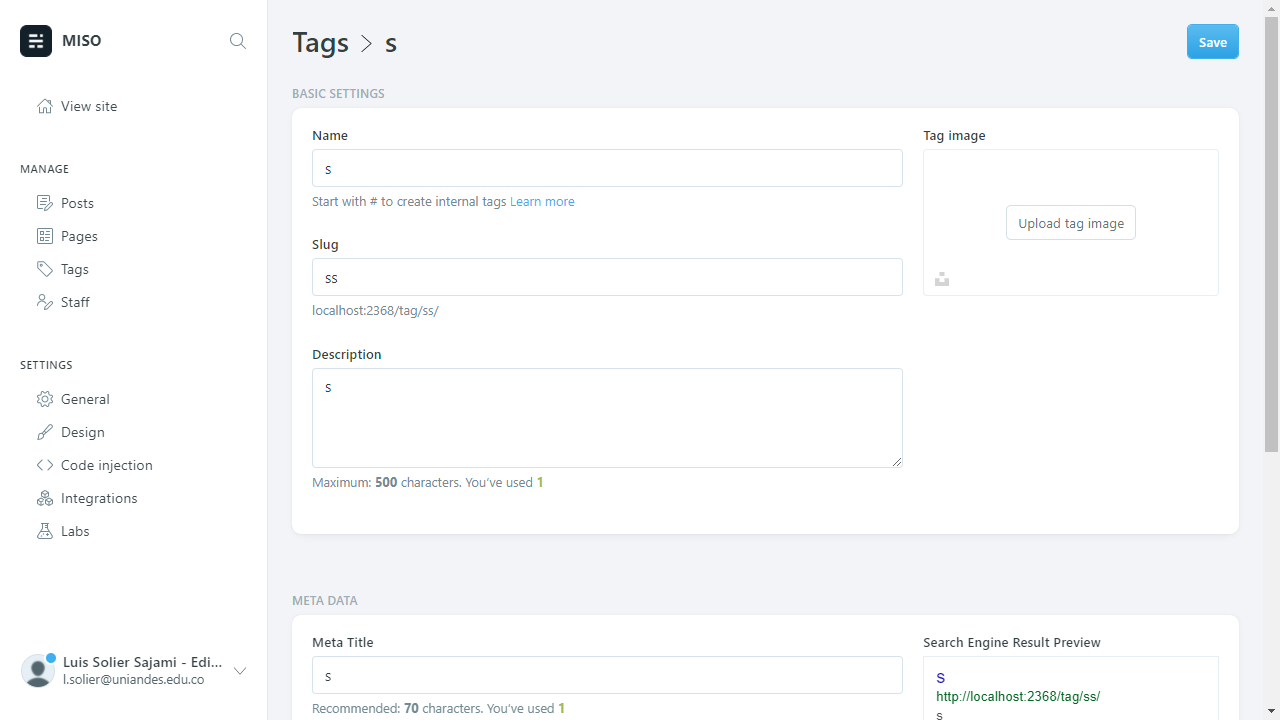 MISO
View site
MANAGE
Posts
Pages
Tags
Staff
SETTINGS
General
Design
Code injection
Integrations
Labs
Luis Solier Sajami - Edi...
l.solier@uniandes.edu.co
Tags > s
Save
BASIC SETTINGS
Name
s
Start with # to create internal tags Learn more
Slug
ss
localhost:2368/tag/ss/
Description
s
Maximum: 500 characters. You've used 1
Tag image
Upload tag image
META DATA
Meta Title
s
Recommended: 70 characters. You've used 1
Search Engine Result Preview
S
http://localhost:2368/tag/ss/
s